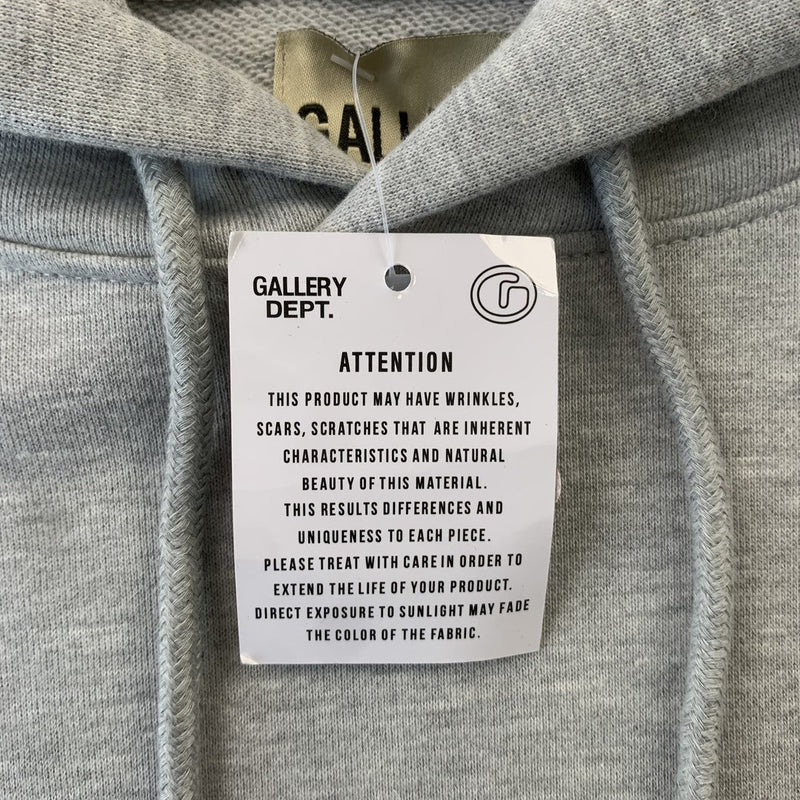 GALLERY
DEPT.
ATTENTION
THIS PRODUCT MAY HAVE WRINKLES,
SCARS, SCRATCHES THAT ARE INHERENT
CHARACTERISTICS AND NATURAL
BEAUTY OF THIS MATERIAL.
THIS RESULTS DIFFERENCES AND
UNIQUENESS TO EACH PIECE.
PLEASE TREAT WITH CARE IN ORDER TO
EXTEND THE LIFE OF YOUR PRODUCT.
DIRECT EXPOSURE TO SUNLIGHT MAY FADE
THE COLOR OF THE FABRIC.